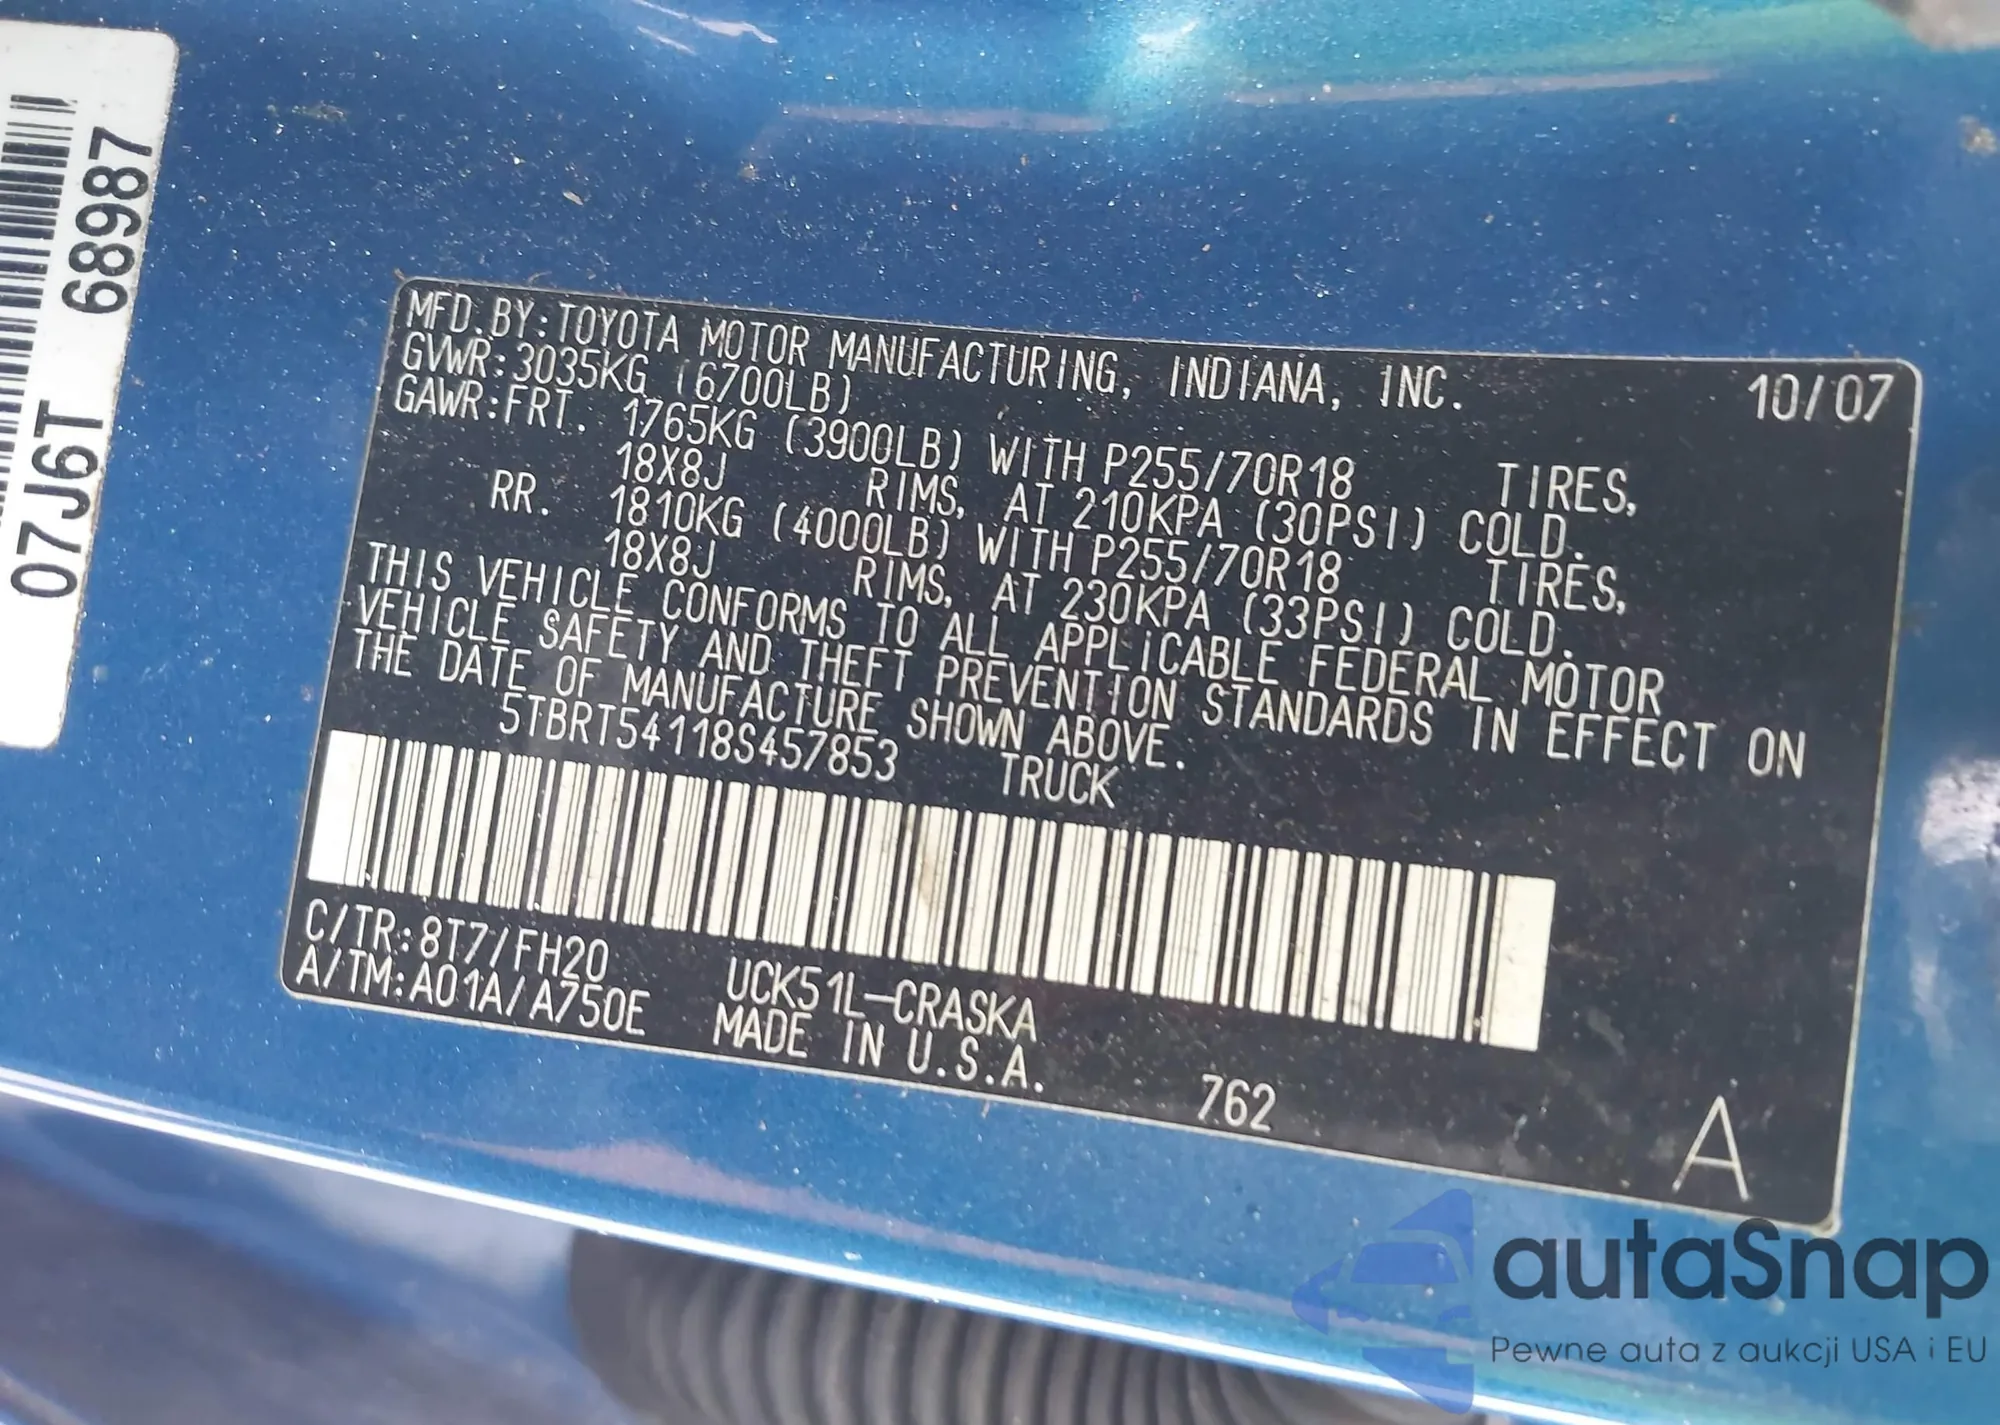 68987
07J6T
MFD. BY: TOYOTA MOTOR MANUFACTURING, INDIANA, INC. 10/07
GVWR: 3035KG (6700LB)
GAWR: FRT. 1765KG (3900LB) WITH P255/70R18 TIRES,
18X8J RIMS, AT 210KPA (30PSI) COLD.
RR. 1810KG (4000LB) WITH P255/70R18 TIRES,
18X8J RIMS, AT 230KPA (33PSI) COLD.
THIS VEHICLE CONFORMS TO ALL APPLICABLE FEDERAL MOTOR
VEHICLE SAFETY AND THEFT PREVENTION STANDARDS IN EFFECT ON
THE DATE OF MANUFACTURE SHOWN ABOVE.
5TBRT54118S457853 TRUCK
C/TR: 8T7/FH20 UCK51L-CRASKA
A/TM: A01A/A750E MADE IN U.S.A. 762
A
autaSnap
Pewne auta z aukcji USA i EU